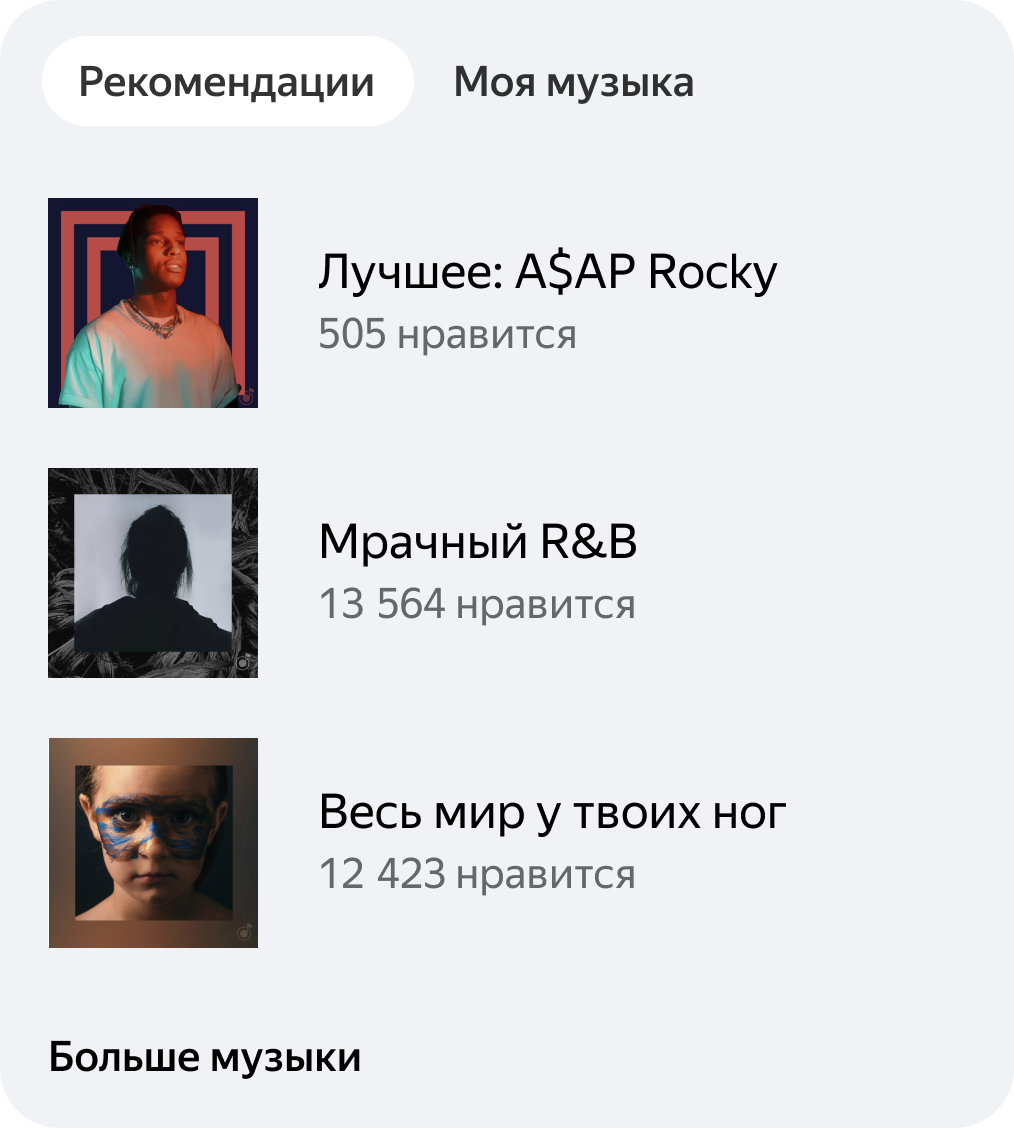 Рекомендации
Моя музыка
Лучшее: A$AP Rocky
505 нравится
Мрачный R&B
13 564 нравится
Весь мир у твоих ног
12 423 нравится
Больше музыки